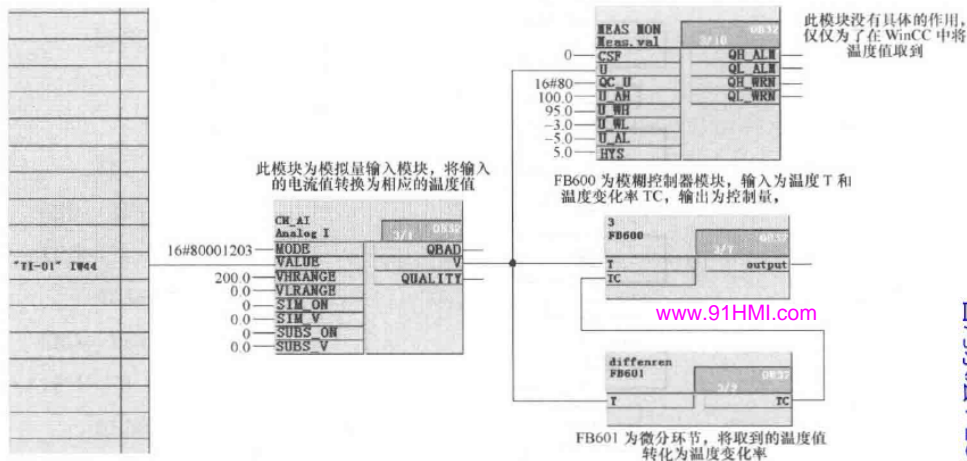 此模块没有具体的作用，
仅仅为了在 WinCC 中将
温度值取到
MEAS MON
Meas.val
OB32
3/10
0
CSF
U
16#80
QC_U
100.0
U_AH
95.0
U_WH
-3.0
U_WL
-5.0
U_AL
5.0
HYS
QH_ALM
QL_ALM
QH_WRN
QL_WRN
此模块为模拟量输入模块，将输入
的电流值转换为相应的温度值
FB600 为模糊控制器模块，输入为温度 T 和
温度变化率 TC，输出为控制量，
CH_AI
Analog I
OB32
3/1
16#80001203
MODE
VALUE
200.0
VHRANGE
0.0
VLRANGE
0
SIM_ON
0.0
SIM_V
0
SUBS_ON
0.0
SUBS_V
QBAD
V
QUALITY
"TI-01" IW44
3
FB600
OB32
3/7
T
TC
output
www.91HMI.com
diffenren
FB601
OB32
3/2
T
TC
FB601 为微分环节，将取到的温度值
转化为温度变化率